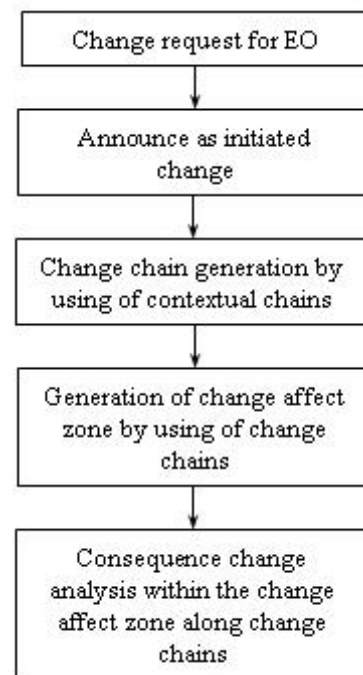 Change request for EO
Announce as initiated
change
Change chain generation by
using of contextual chains
Generation of change affect
zone by using of change
chains
Consequence change
analysis within the change
affect zone along change
chains